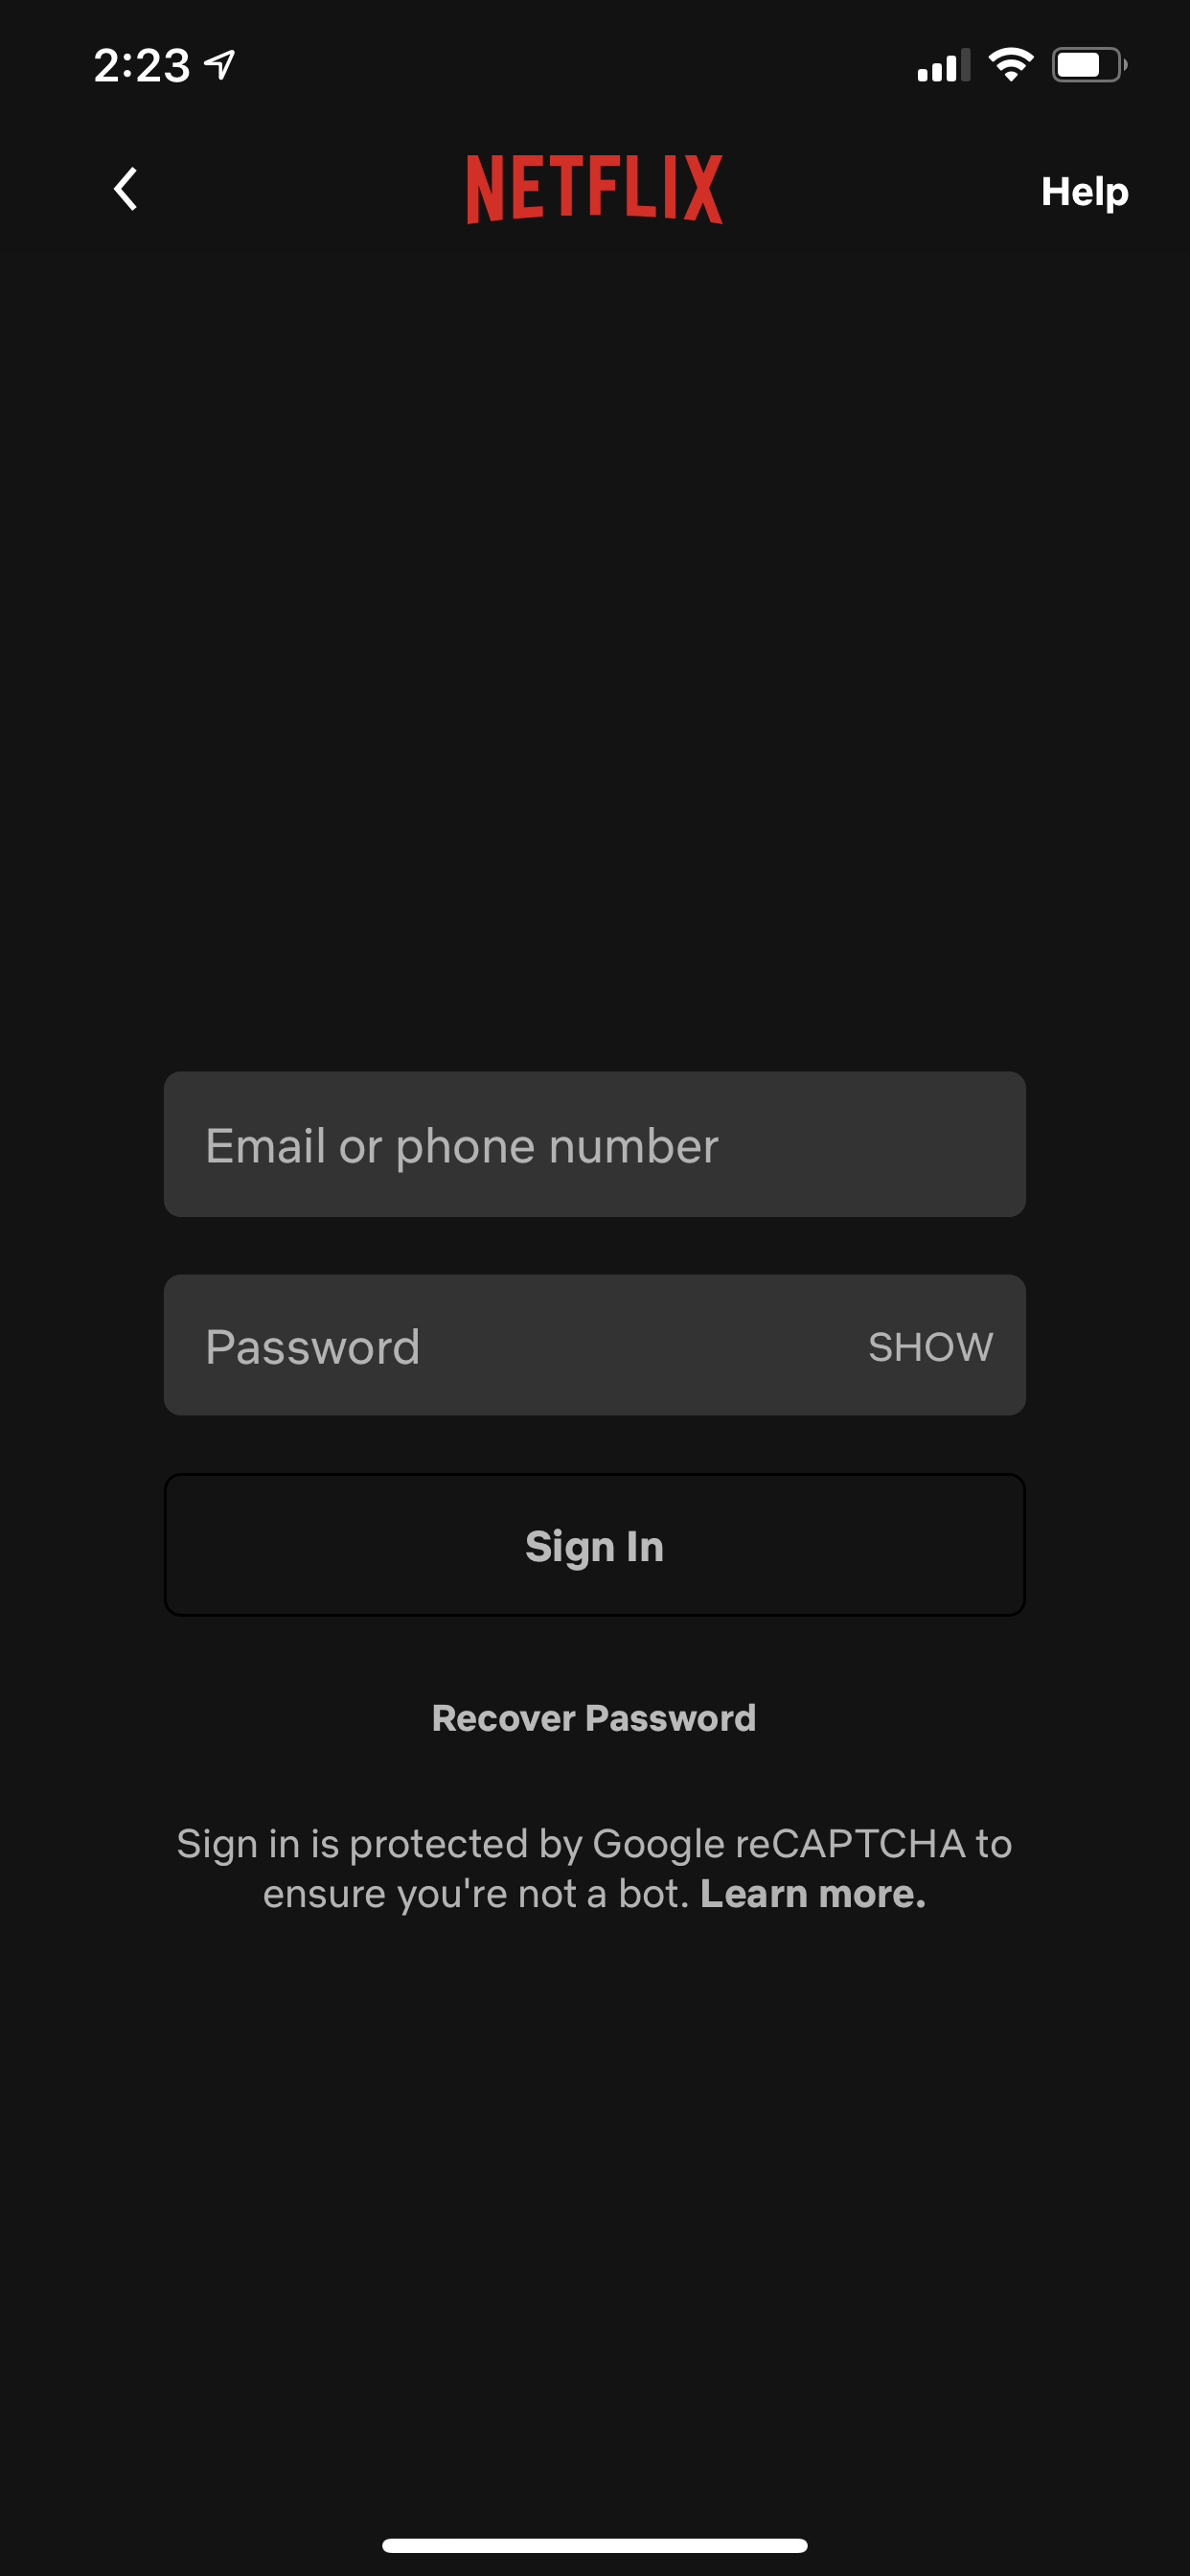 2:23
NETFLIX
Help
Email or phone number
Password SHOW
Sign In
Recover Password
Sign in is protected by Google reCAPTCHA to
ensure you're not a bot. Learn more.